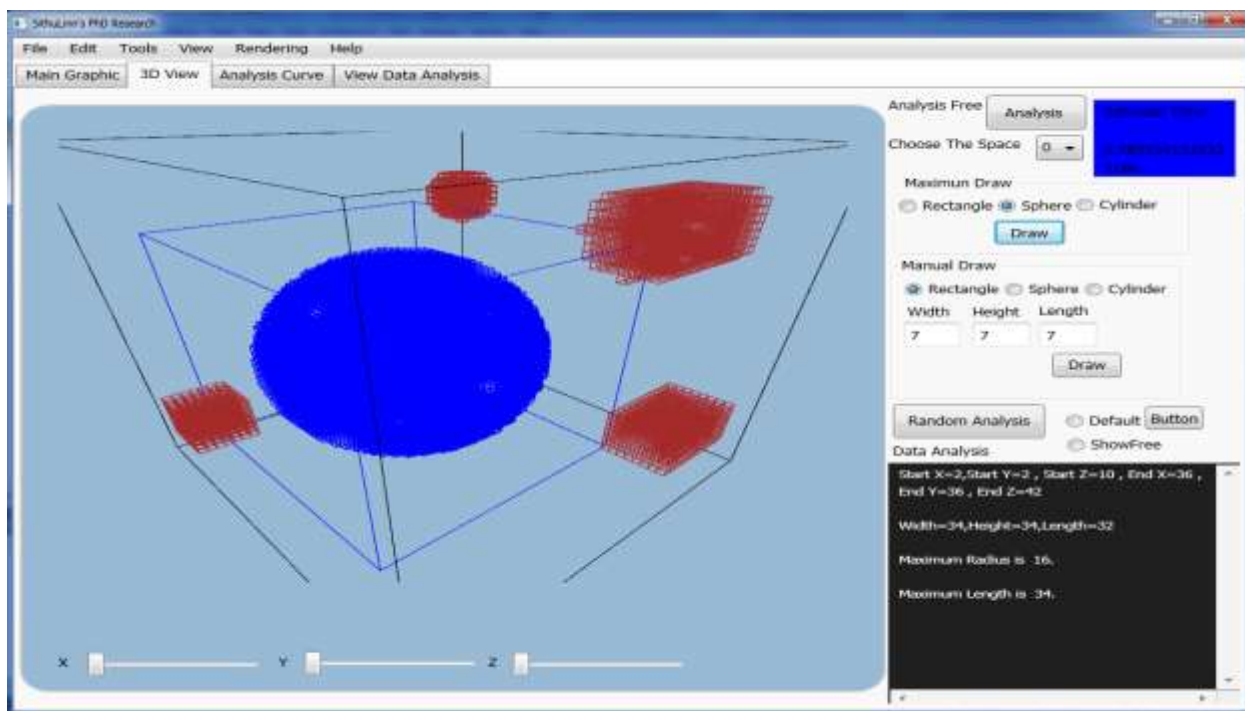 SithuLinn's PhD Research
File Edit Tools View Rendering Help
Main Graphic 3D View Analysis Curve View Data Analysis
Analysis Free Analysis
Choose The Space 0
Maximun Draw
Rectangle Sphere Cylinder
Draw
Manual Draw
Rectangle Sphere Cylinder
Width Height Length
7 7 7
Draw
Random Analysis Default Button
ShowFree
Data Analysis
Start X=2,Start Y=2 , Start Z=10 , End X=36 ,
End Y=36 , End Z=42
Width=34,Height=34,Length=32
Maximum Radius is 16.
Maximum Length is 34.
X Y Z